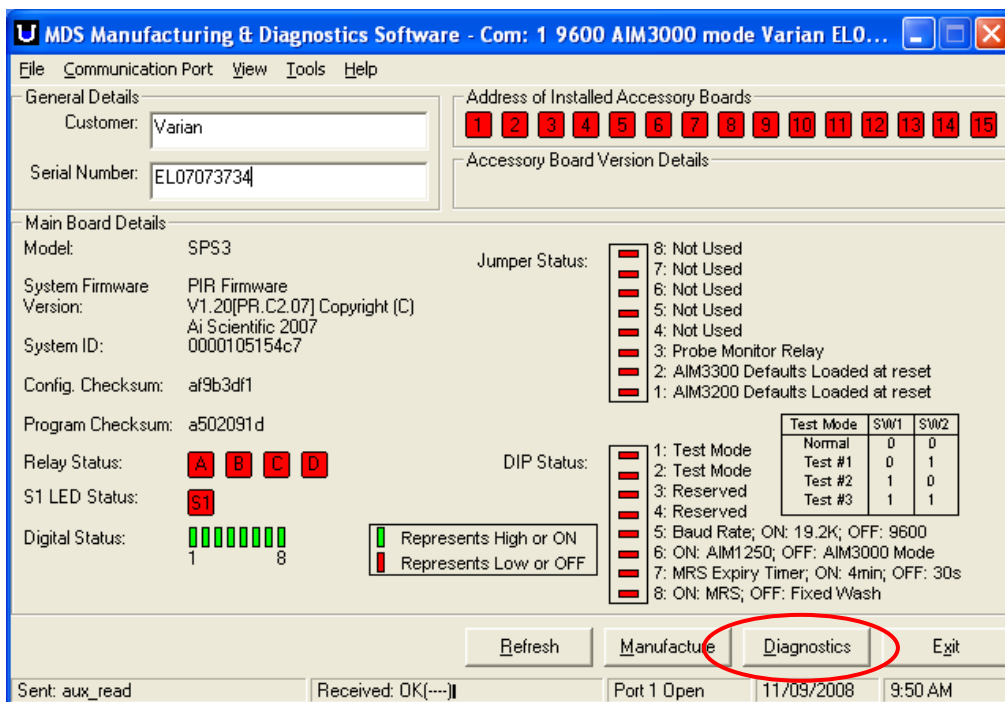 MDS Manufacturing & Diagnostics Software - Com: 1 9600 AIM3000 mode Varian EL0...
File Communication Port View Tools Help
General Details
Customer: Varian
Serial Number: EL07073734
Address of Installed Accessory Boards
1 2 3 4 5 6 7 8 9 10 11 12 13 14 15
Accessory Board Version Details
Main Board Details
Model: SPS3
System Firmware Version: PIR Firmware
V1.20[PR.C2.07] Copyright (C)
Ai Scientific 2007
System ID: 0000105154c7
Config. Checksum: af9b3df1
Program Checksum: a502091d
Relay Status: A B C D
S1 LED Status: S1
Digital Status:
1 8
Represents High or ON
Represents Low or OFF
Jumper Status:
8: Not Used
7: Not Used
6: Not Used
5: Not Used
4: Not Used
3: Probe Monitor Relay
2: AIM3300 Defaults Loaded at reset
1: AIM3200 Defaults Loaded at reset
Test Mode SW1 SW2
Normal 0 0
Test #1 0 1
Test #2 1 0
Test #3 1 1
DIP Status:
1: Test Mode
2: Test Mode
3: Reserved
4: Reserved
5: Baud Rate; ON: 19.2K; OFF: 9600
6: ON: AIM1250; OFF: AIM3000 Mode
7: MRS Expiry Timer; ON: 4min; OFF: 30s
8: ON: MRS; OFF: Fixed Wash
Refresh Manufacture Diagnostics Exit
Sent: aux_read Received: OK(----) Port 1 Open 11/09/2008 9:50 AM